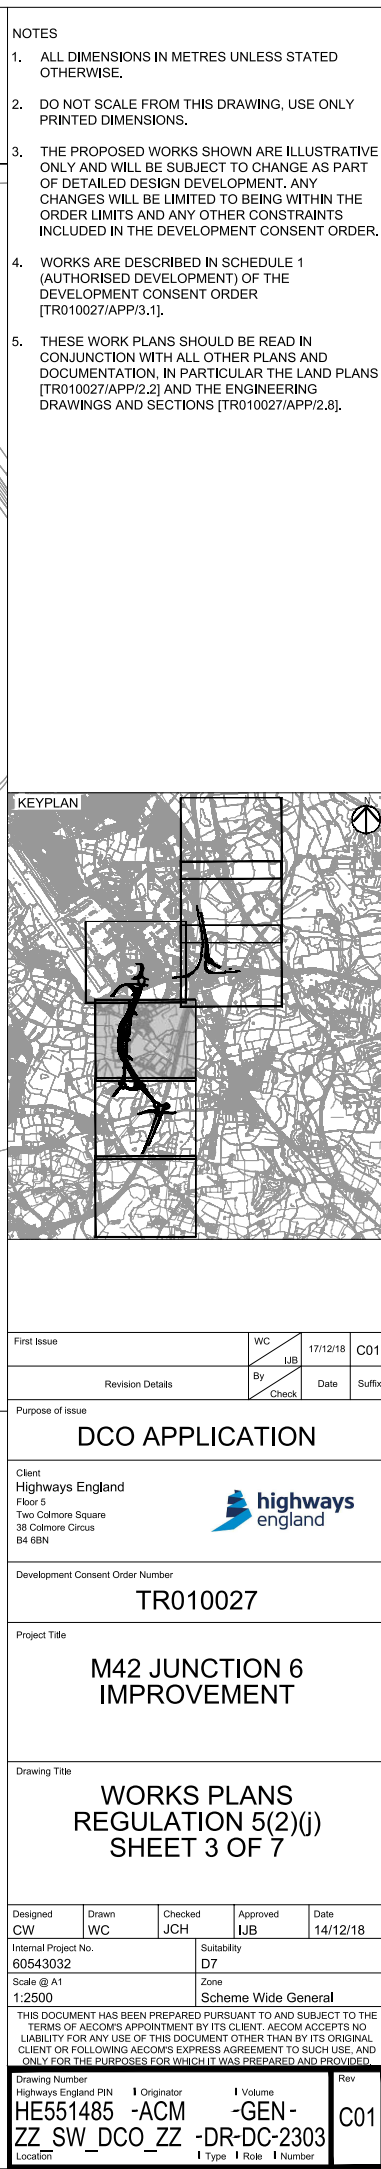 NOTES
1. ALL DIMENSIONS IN METRES UNLESS STATED
OTHERWISE.
2. DO NOT SCALE FROM THIS DRAWING, USE ONLY
PRINTED DIMENSIONS.
3. THE PROPOSED WORKS SHOWN ARE ILLUSTRATIVE
ONLY AND WILL BE SUBJECT TO CHANGE AS PART
OF DETAILED DESIGN DEVELOPMENT. ANY
CHANGES WILL BE LIMITED TO BEING WITHIN THE
ORDER LIMITS AND ANY OTHER CONSTRAINTS
INCLUDED IN THE DEVELOPMENT CONSENT ORDER.
4. WORKS ARE DESCRIBED IN SCHEDULE 1
(AUTHORISED DEVELOPMENT) OF THE
DEVELOPMENT CONSENT ORDER
[TR010027/APP/3.1].
5. THESE WORK PLANS SHOULD BE READ IN
CONJUNCTION WITH ALL OTHER PLANS AND
DOCUMENTATION, IN PARTICULAR THE LAND PLANS
[TR010027/APP/2.2] AND THE ENGINEERING
DRAWINGS AND SECTIONS [TR010027/APP/2.8].
KEYPLAN
N
First Issue WC IJB 17/12/18 C01
Revision Details By Check Date Suffix
Purpose of issue
DCO APPLICATION
Client
Highways England
Floor 5
Two Colmore Square
38 Colmore Circus
B4 6BN
highways
england
Development Consent Order Number
TR010027
Project Title
M42 JUNCTION 6
IMPROVEMENT
Drawing Title
WORKS PLANS
REGULATION 5(2)(j)
SHEET 3 OF 7
Designed Drawn Checked Approved Date
CW WC JCH IJB 14/12/18
Internal Project No. Suitability
60543032 D7
Scale @ A1 Zone
1:2500 Scheme Wide General
THIS DOCUMENT HAS BEEN PREPARED PURSUANT TO AND SUBJECT TO THE
TERMS OF AECOM'S APPOINTMENT BY ITS CLIENT. AECOM ACCEPTS NO
LIABILITY FOR ANY USE OF THIS DOCUMENT OTHER THAN BY ITS ORIGINAL
CLIENT OR FOLLOWING AECOM'S EXPRESS AGREEMENT TO SUCH USE, AND
ONLY FOR THE PURPOSES FOR WHICH IT WAS PREPARED AND PROVIDED.
Drawing Number Rev
Highways England PIN | Originator | Volume
HE551485 -ACM -GEN - C01
ZZ_SW_DCO_ZZ -DR-DC-2303
Location | Type | Role | Number